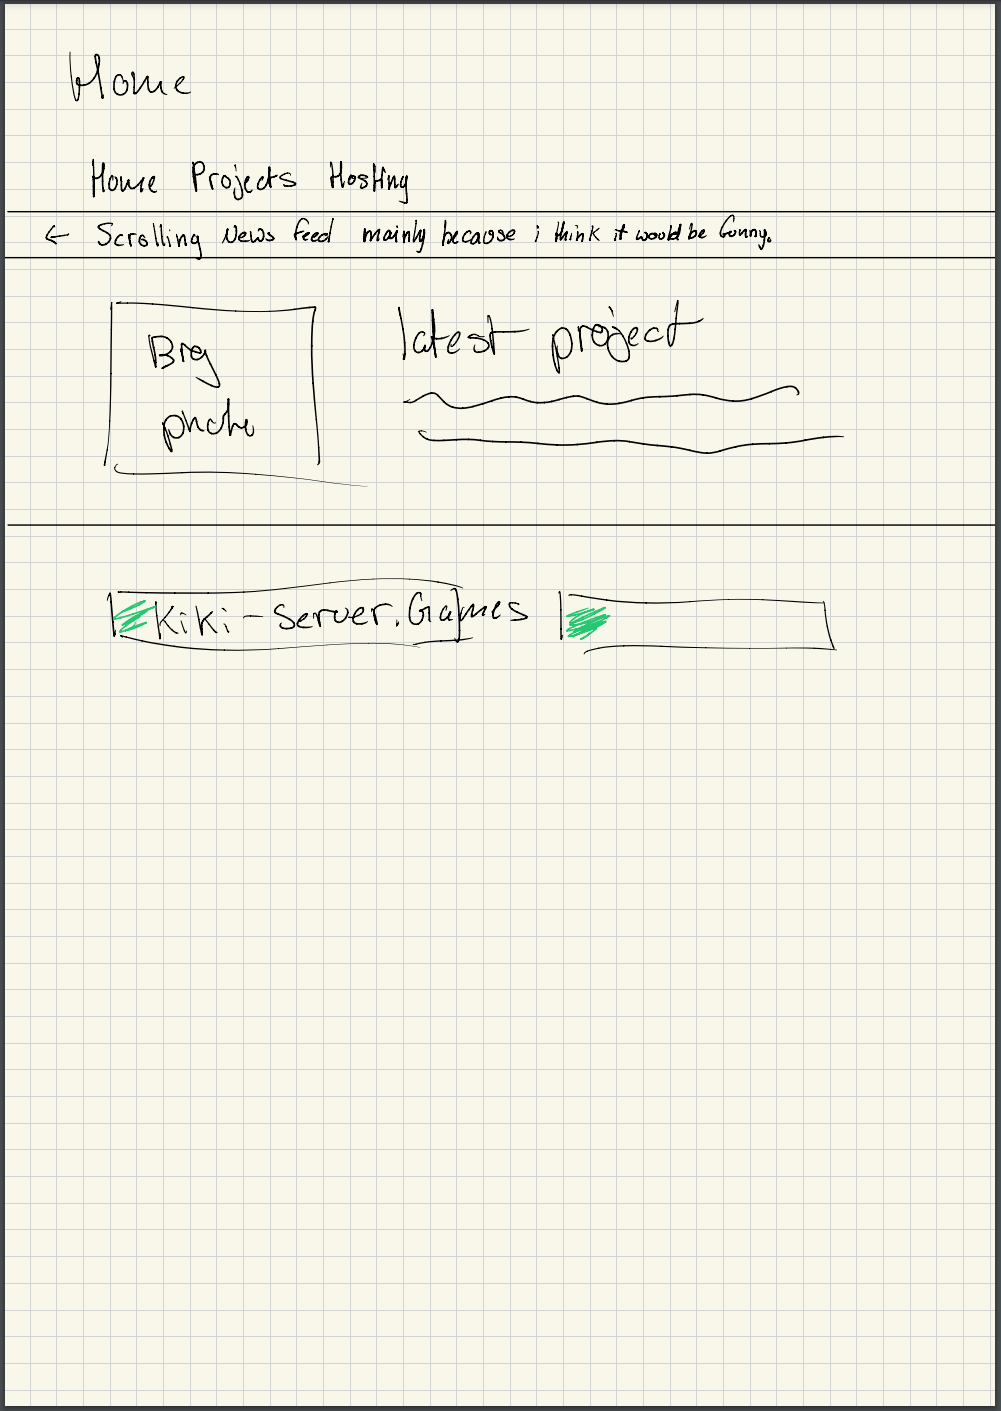 Home
Home Projects Hosting
← Scrolling News feed mainly because i think it would be funny.
Big
photo
latest project
Kiki-Server.Games